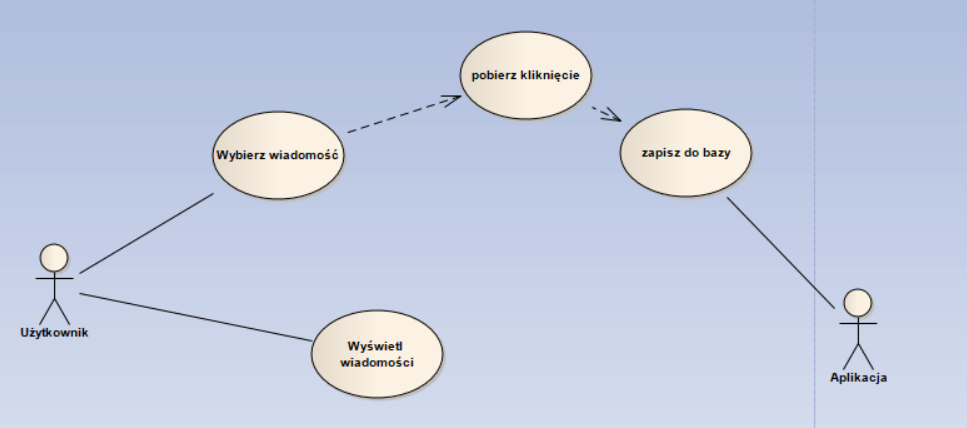 pobierz kliknięcie
Wybierz wiadomość
zapisz do bazy
Użytkownik
Wyświetl
wiadomości
Aplikacja